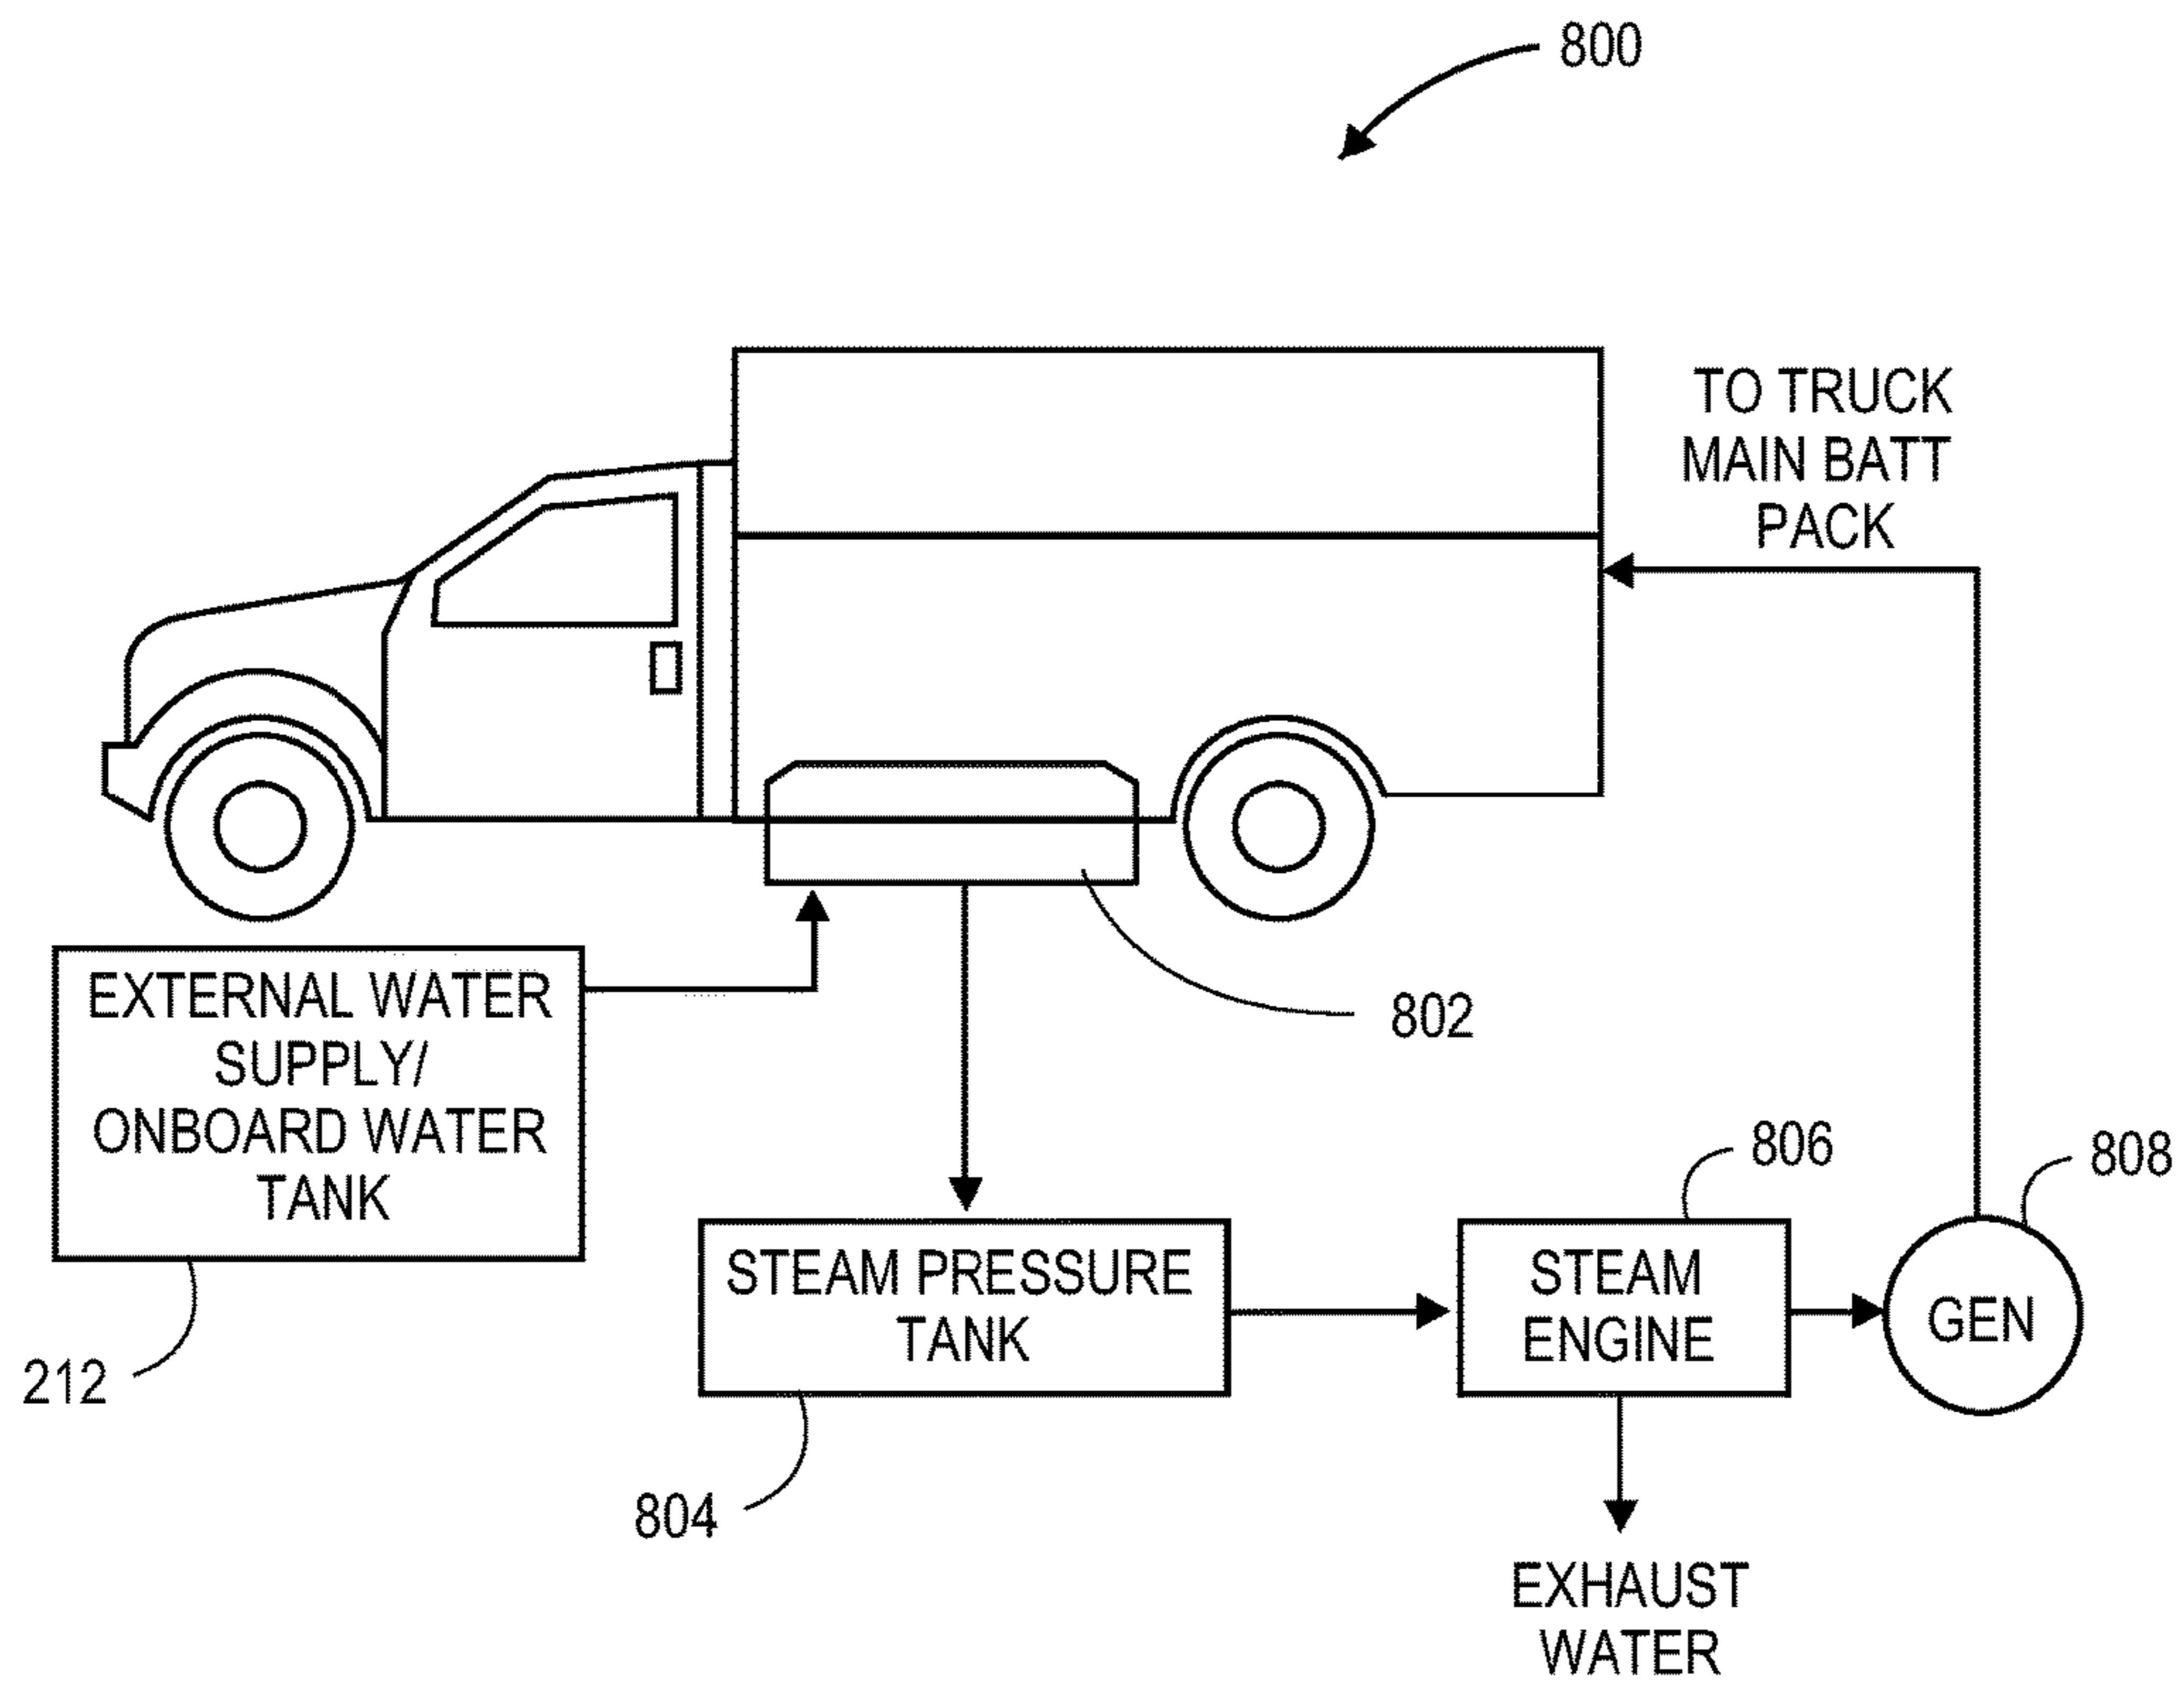 800
TO TRUCK
MAIN BATT
PACK
EXTERNAL WATER
SUPPLY/
ONBOARD WATER
TANK
802
806
808
STEAM PRESSURE
TANK
STEAM
ENGINE
GEN
212
804
EXHAUST
WATER